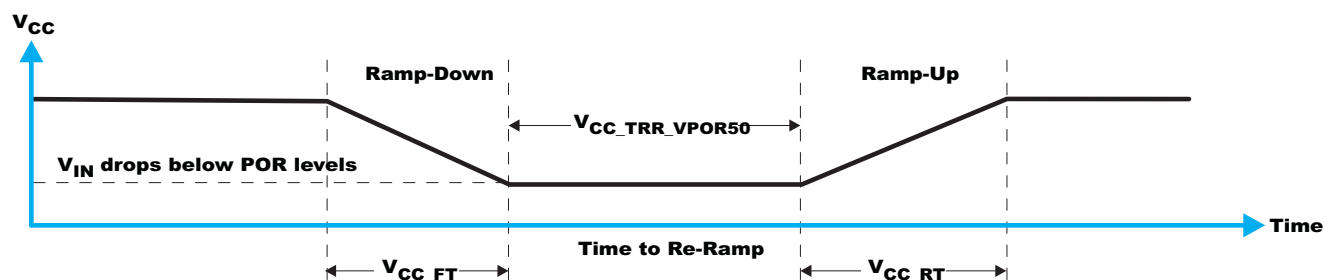 VCC
Ramp-Down
Ramp-Up
VCC_TRR_VPOR50
VIN drops below POR levels
Time
Time to Re-Ramp
VCC_FT
VCC_RT